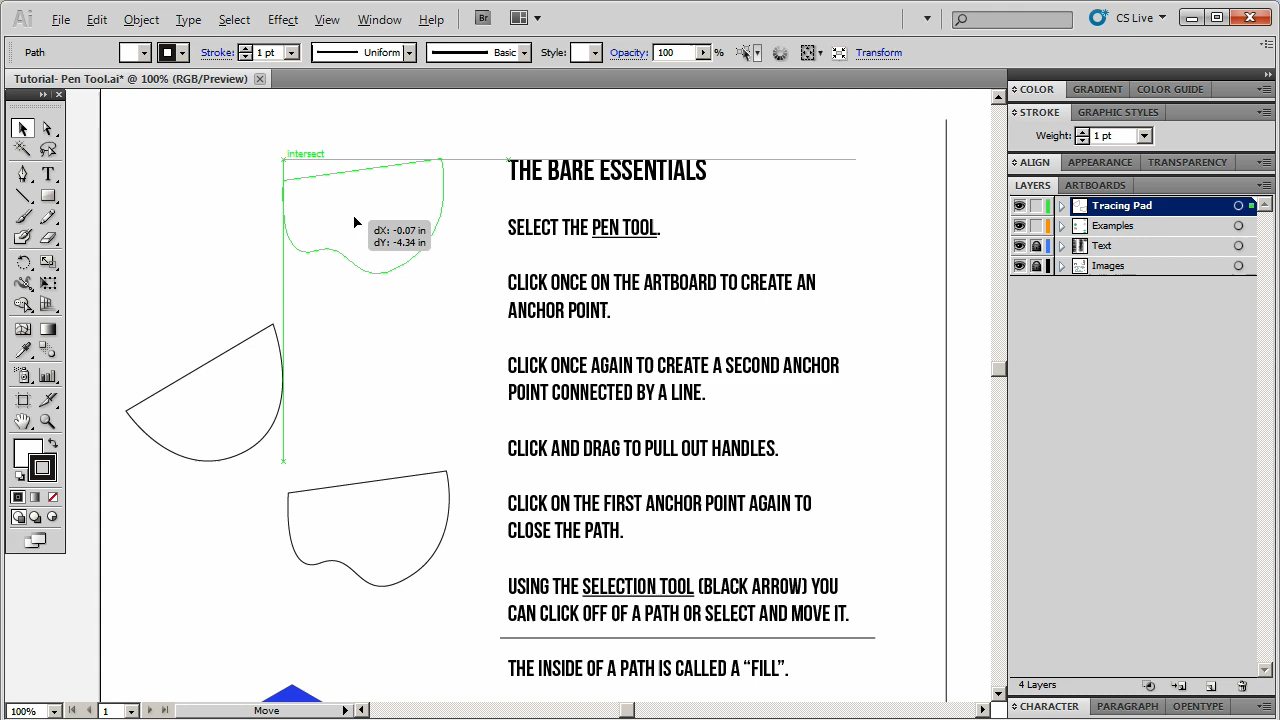 Ai File Edit Object Type Select Effect View Window Help Br CS Live
Path Stroke: 1 pt Uniform Basic Style: Opacity: 100 % Transform
Tutorial- Pen Tool.ai* @ 100% (RGB/Preview)
intersect
dX: -0.07 in
dY: -4.34 in
THE BARE ESSENTIALS
SELECT THE PEN TOOL.
CLICK ONCE ON THE ARTBOARD TO CREATE AN
ANCHOR POINT.
CLICK ONCE AGAIN TO CREATE A SECOND ANCHOR
POINT CONNECTED BY A LINE.
CLICK AND DRAG TO PULL OUT HANDLES.
CLICK ON THE FIRST ANCHOR POINT AGAIN TO
CLOSE THE PATH.
USING THE SELECTION TOOL (BLACK ARROW) YOU
CAN CLICK OFF OF A PATH OR SELECT AND MOVE IT.
THE INSIDE OF A PATH IS CALLED A “FILL”.
COLOR GRADIENT COLOR GUIDE
STROKE GRAPHIC STYLES
Weight: 1 pt
ALIGN APPEARANCE TRANSPARENCY
LAYERS ARTBOARDS
Tracing Pad
Examples
Text
Images
4 Layers
CHARACTER PARAGRAPH OPENTYPE
100% 1 Move